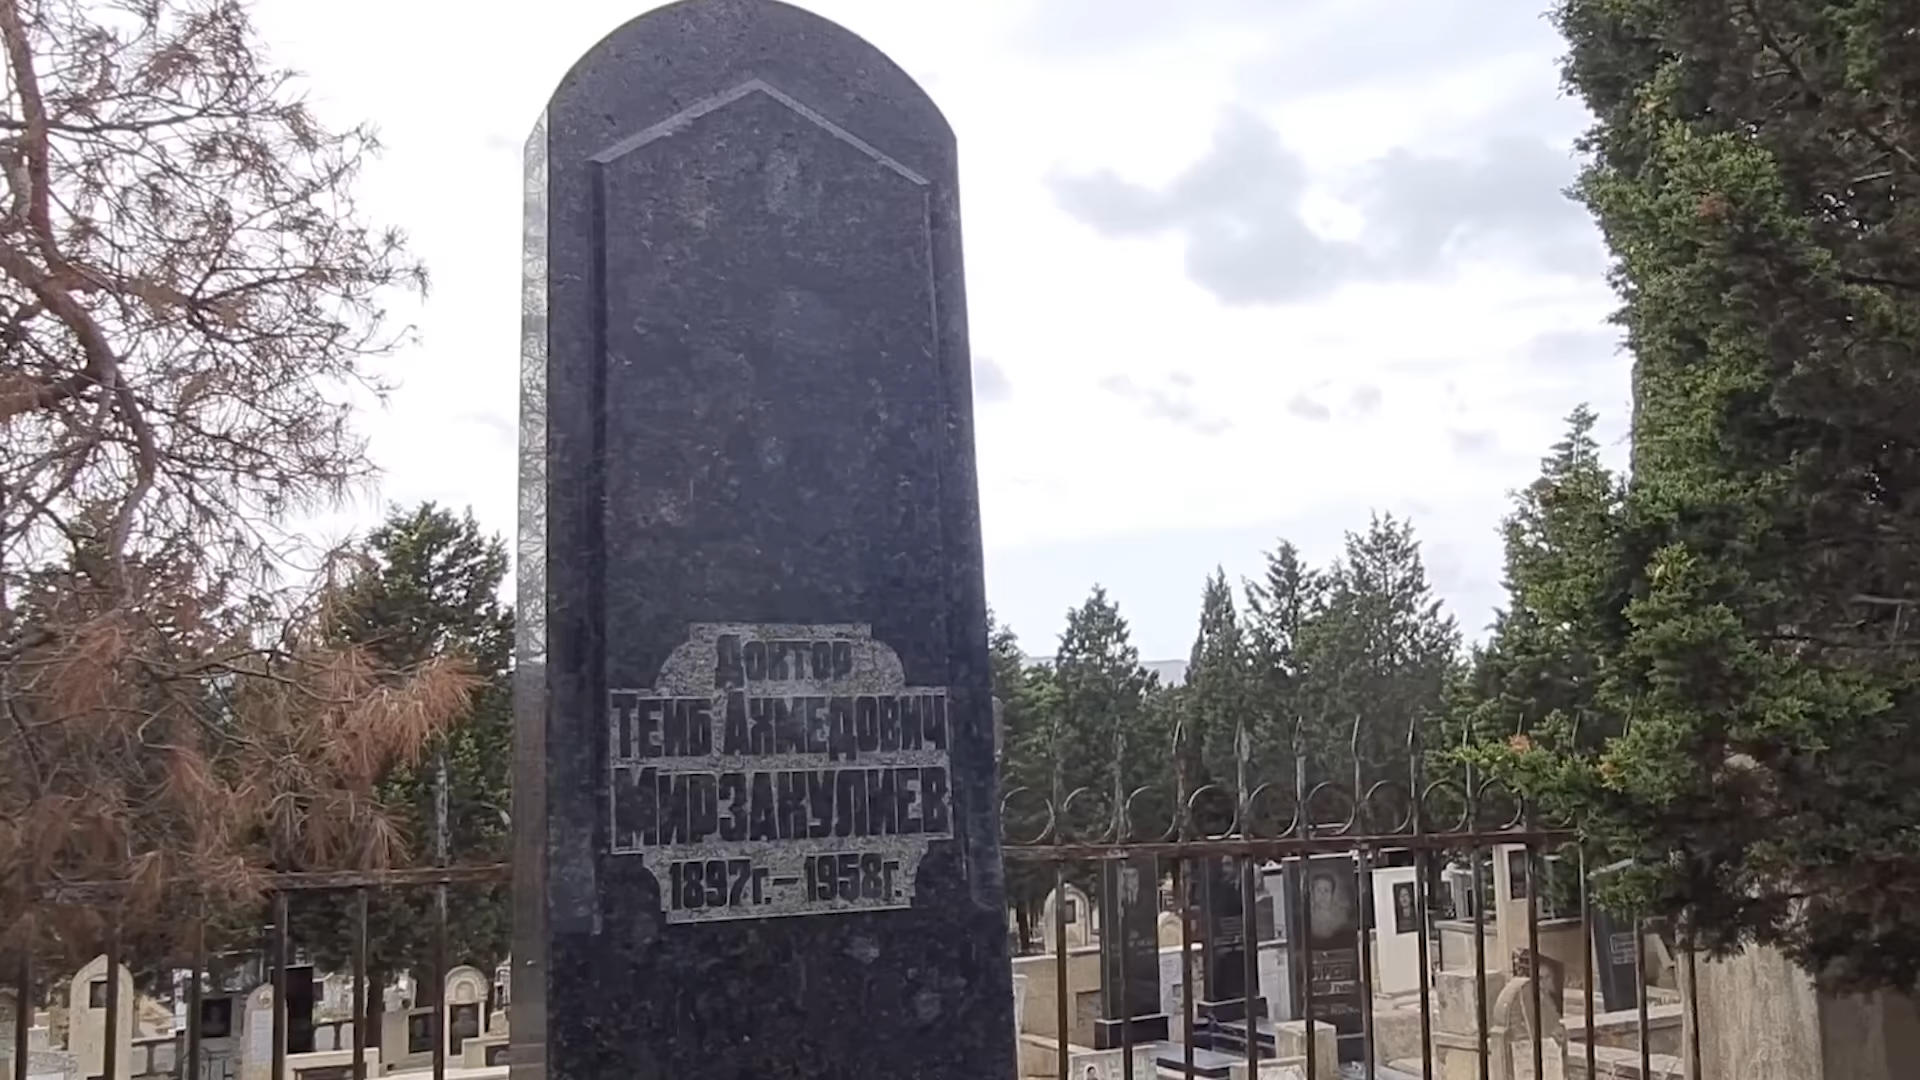 Доктор
Теиб Ахмедович
Мирзакулиев
1897г.–1958г.